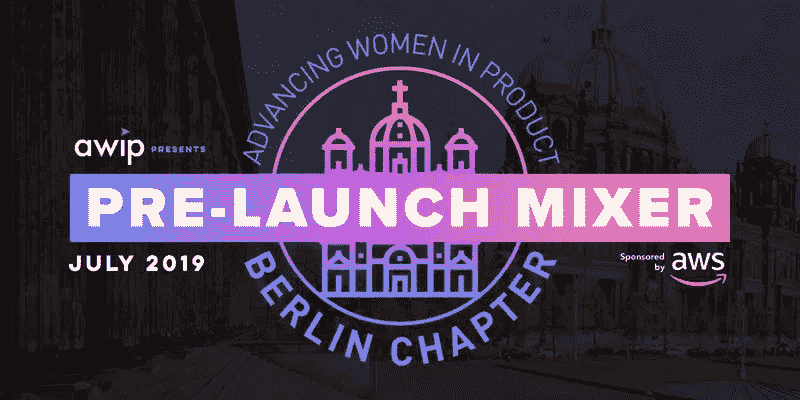 ADVANCING WOMEN IN PRODUCT
awip PRESENTS
PRE-LAUNCH MIXER
JULY 2019
Sponsored
by aws
BERLIN CHAPTER